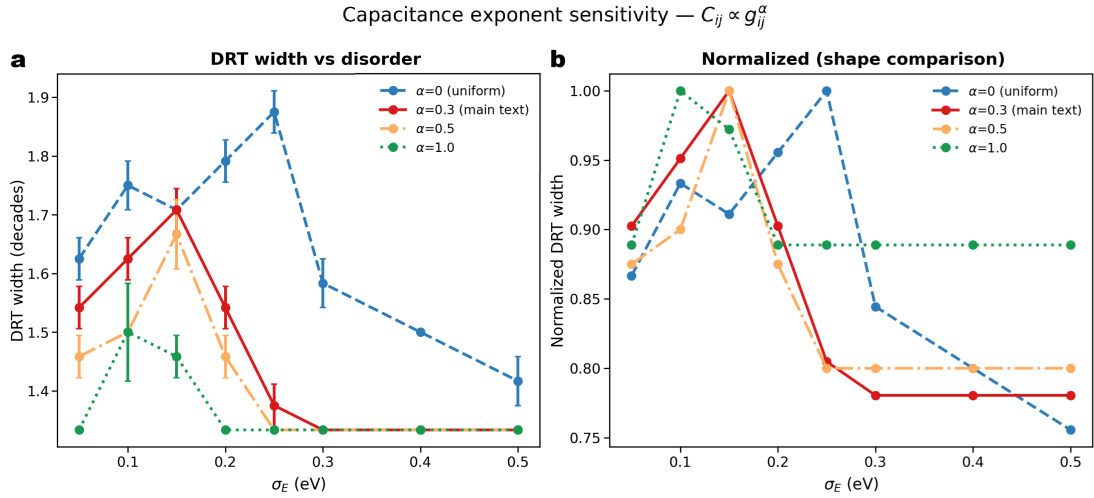 Capacitance exponent sensitivity — C_ij ∝ g_ij^α
a
DRT width vs disorder
DRT width (decades)
1.9
1.8
1.7
1.6
1.5
1.4
α=0 (uniform)
α=0.3 (main text)
α=0.5
α=1.0
0.1 0.2 0.3 0.4 0.5
σ_E (eV)
b
Normalized (shape comparison)
Normalized DRT width
1.00
0.95
0.90
0.85
0.80
0.75
α=0 (uniform)
α=0.3 (main text)
α=0.5
α=1.0
0.1 0.2 0.3 0.4 0.5
σ_E (eV)